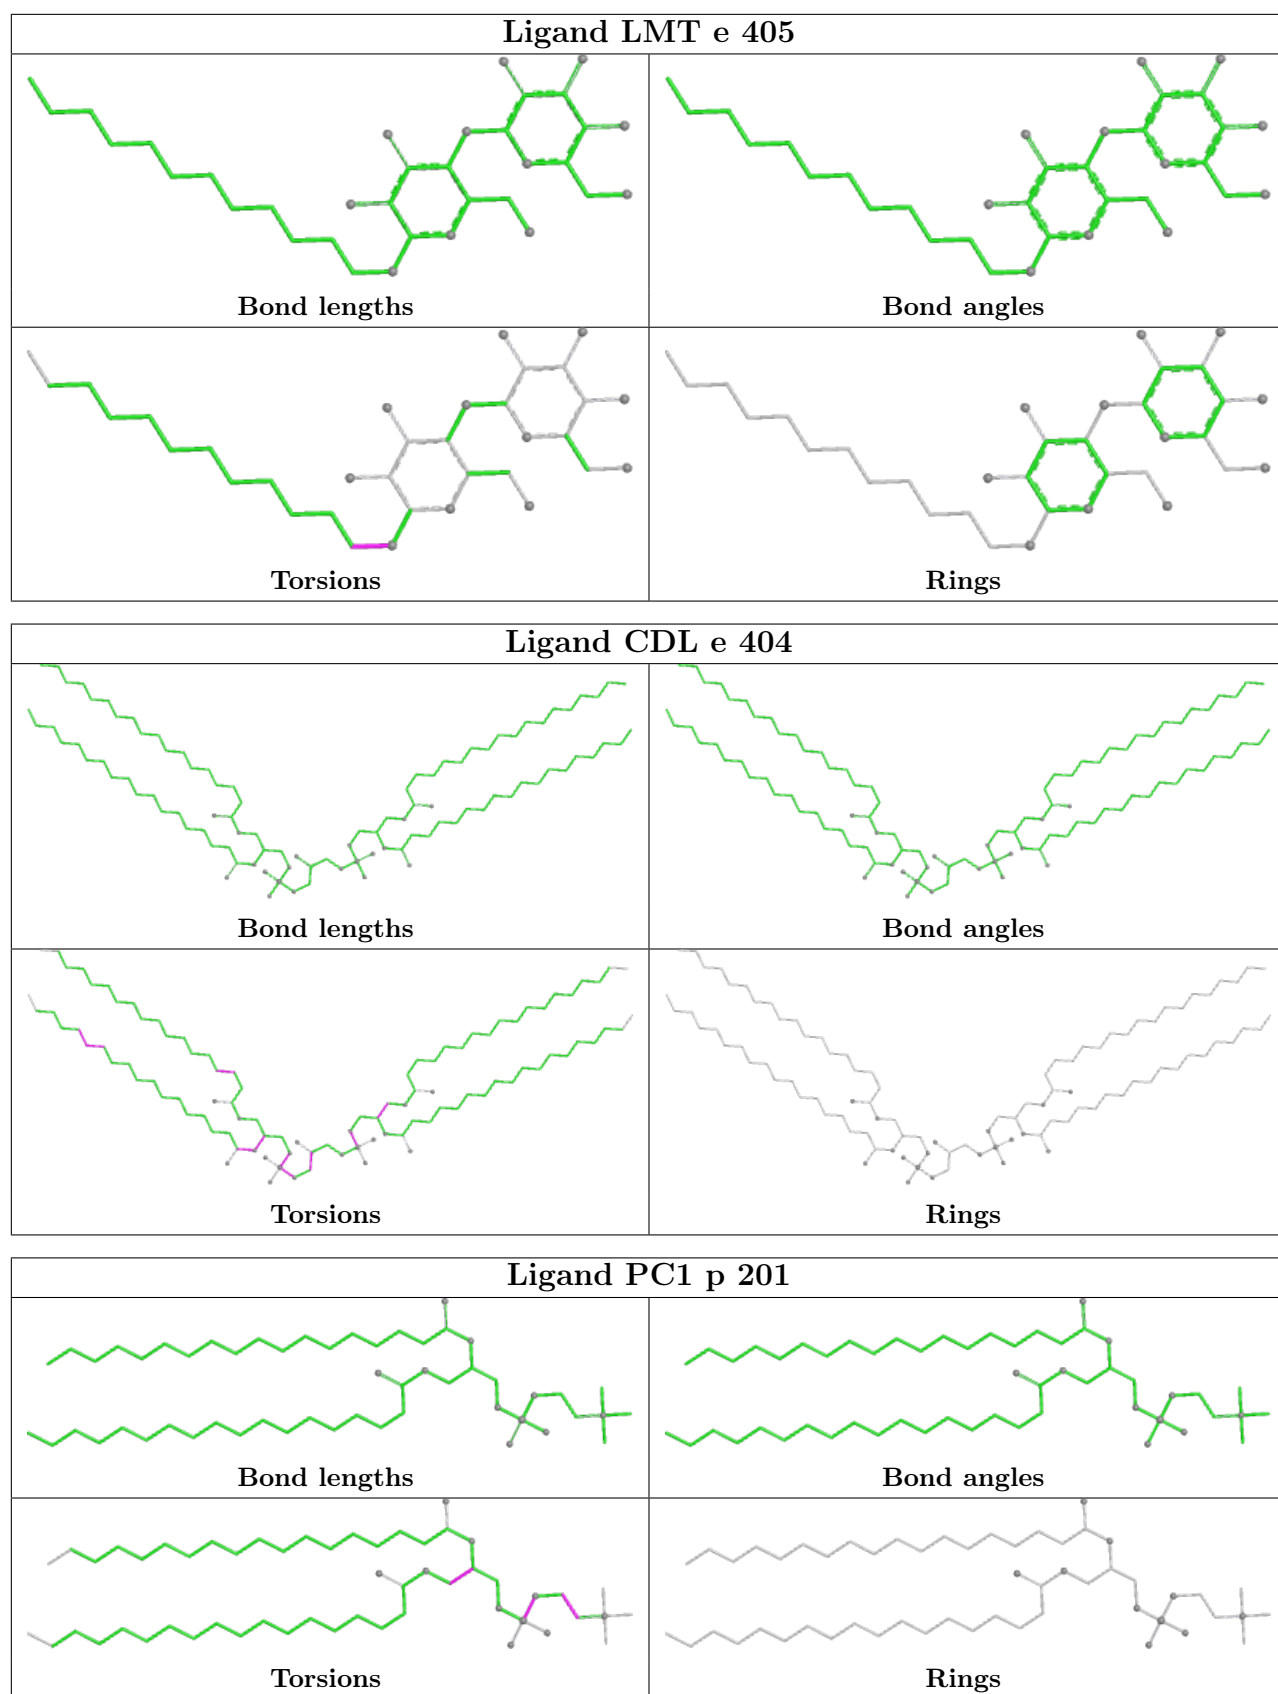 Ligand LMT e 405
Bond lengths
Bond angles
Torsions
Rings
Ligand CDL e 404
Bond lengths
Bond angles
Torsions
Rings
Ligand PC1 p 201
Bond lengths
Bond angles
Torsions
Rings